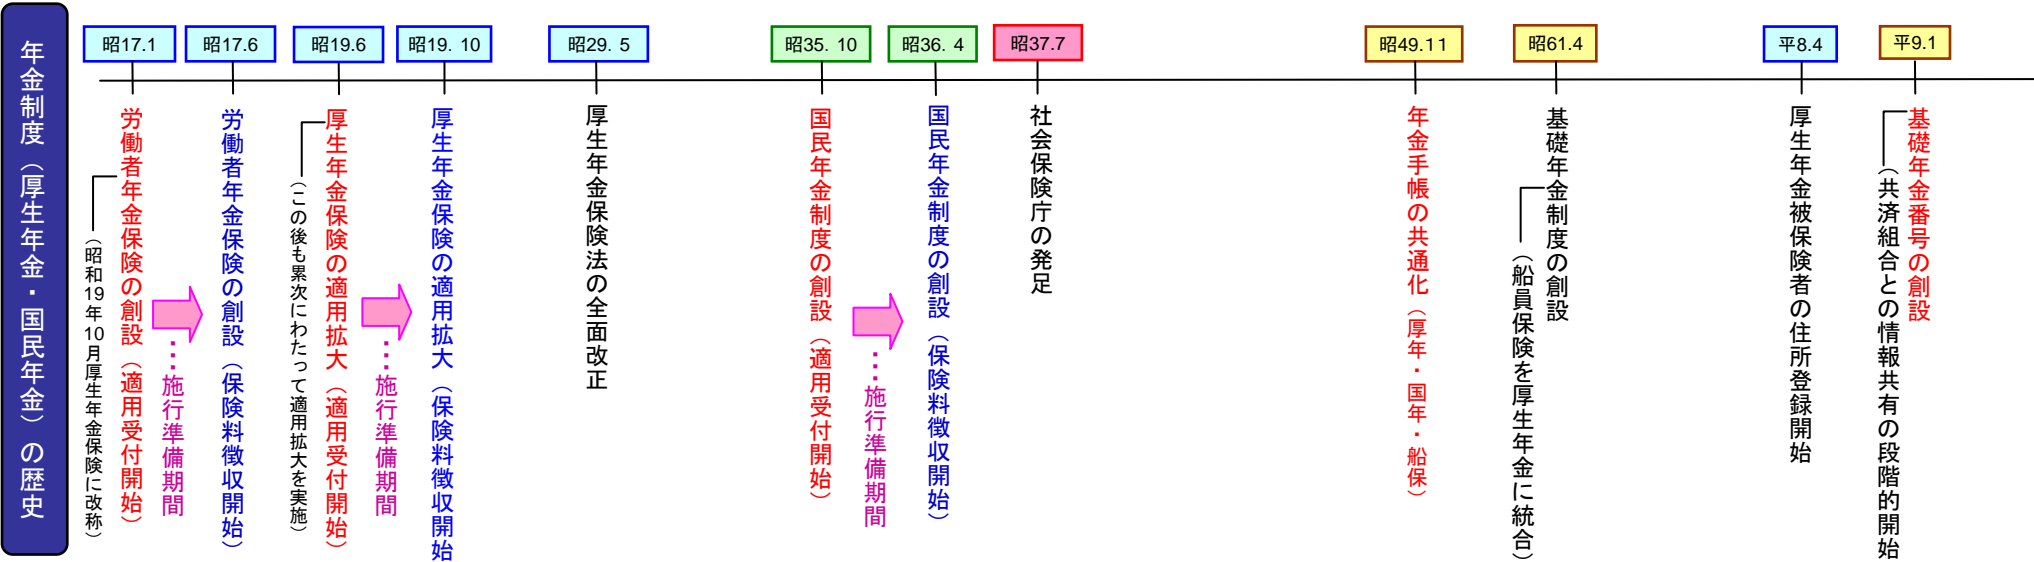 年金制度（厚生年金・国民年金）の歴史
昭17.1
労働者年金保険の創設（適用受付開始）
（昭和19年10月厚生年金保険に改称）
…施行準備期間
昭17.6
労働者年金保険の創設（保険料徴収開始）
昭19.6
厚生年金保険の適用拡大（適用受付開始）
（この後も累次にわたって適用拡大を実施）
…施行準備期間
昭19.10
厚生年金保険の適用拡大（保険料徴収開始
昭29.5
厚生年金保険法の全面改正
昭35.10
国民年金制度の創設（適用受付開始）
…施行準備期間
昭36.4
国民年金制度の創設（保険料徴収開始）
昭37.7
社会保険庁の発足
昭49.11
年金手帳の共通化（厚年・国年・船保）
昭61.4
基礎年金制度の創設
（船員保険を厚生年金に統合）
平8.4
厚生年金被保険者の住所登録開始
平9.1
基礎年金番号の創設
（共済組合との情報共有の段階的開始